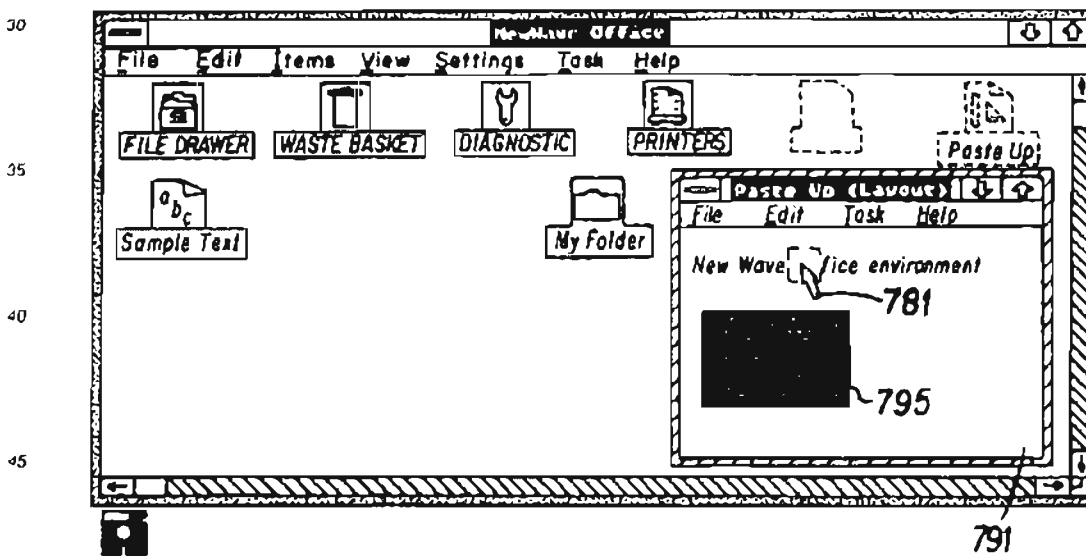 30
NewWave Office
File Edit Items View Settings Task Help
FILE DRAWER WASTE BASKET DIAGNOSTIC PRINTERS Paste Up
35
Paste Up (Layout)
File Edit Task Help
abc
Sample Text
My Folder
New Wave fice environment
781
40
795
45
791